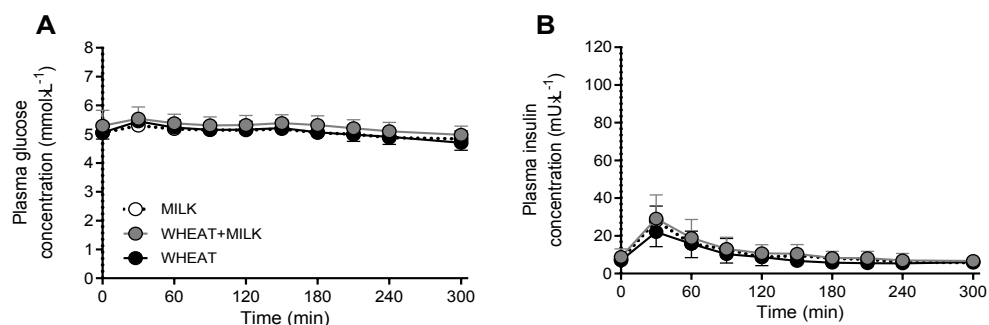 A
Plasma glucose
concentration (mmol›L-1)
8
7
6
5
4
3
2
1
0
MILK
WHEAT+MILK
WHEAT
0 60 120 180 240 300
Time (min)
B
Plasma insulin
concentration (mU›L-1)
120
100
80
60
40
20
0
0 60 120 180 240 300
Time (min)